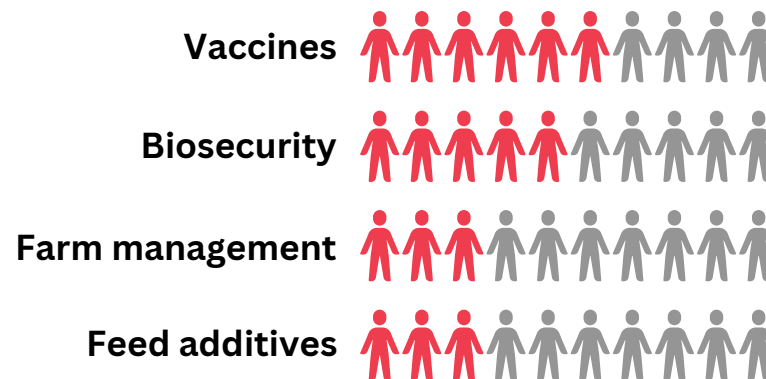 Vaccines
Biosecurity
Farm management
Feed additives